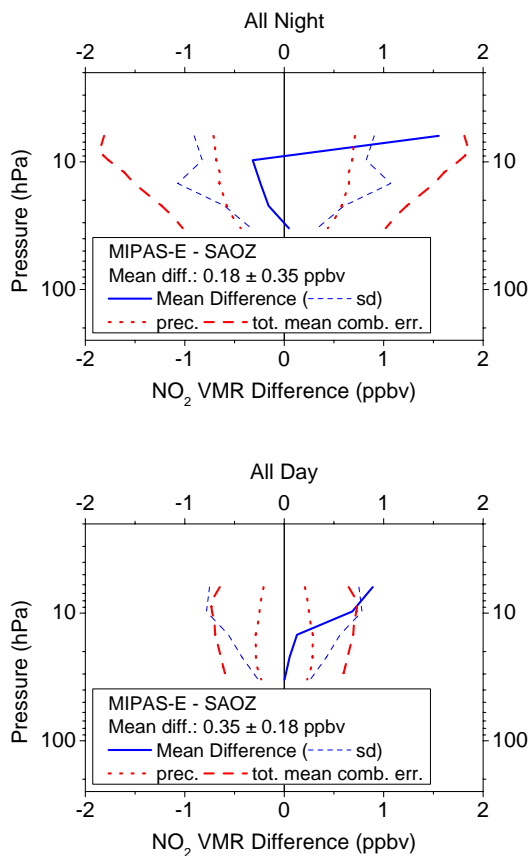 All Night
-2 -1 0 1 2
Pressure (hPa)
10 10
100 100
MIPAS-E - SAOZ
Mean diff.: 0.18 ± 0.35 ppbv
Mean Difference ( sd)
prec. tot. mean comb. err.
-2 -1 0 1 2
NO2 VMR Difference (ppbv)
All Day
-2 -1 0 1 2
Pressure (hPa)
10 10
100 100
MIPAS-E - SAOZ
Mean diff.: 0.35 ± 0.18 ppbv
Mean Difference ( sd)
prec. tot. mean comb. err.
-2 -1 0 1 2
NO2 VMR Difference (ppbv)